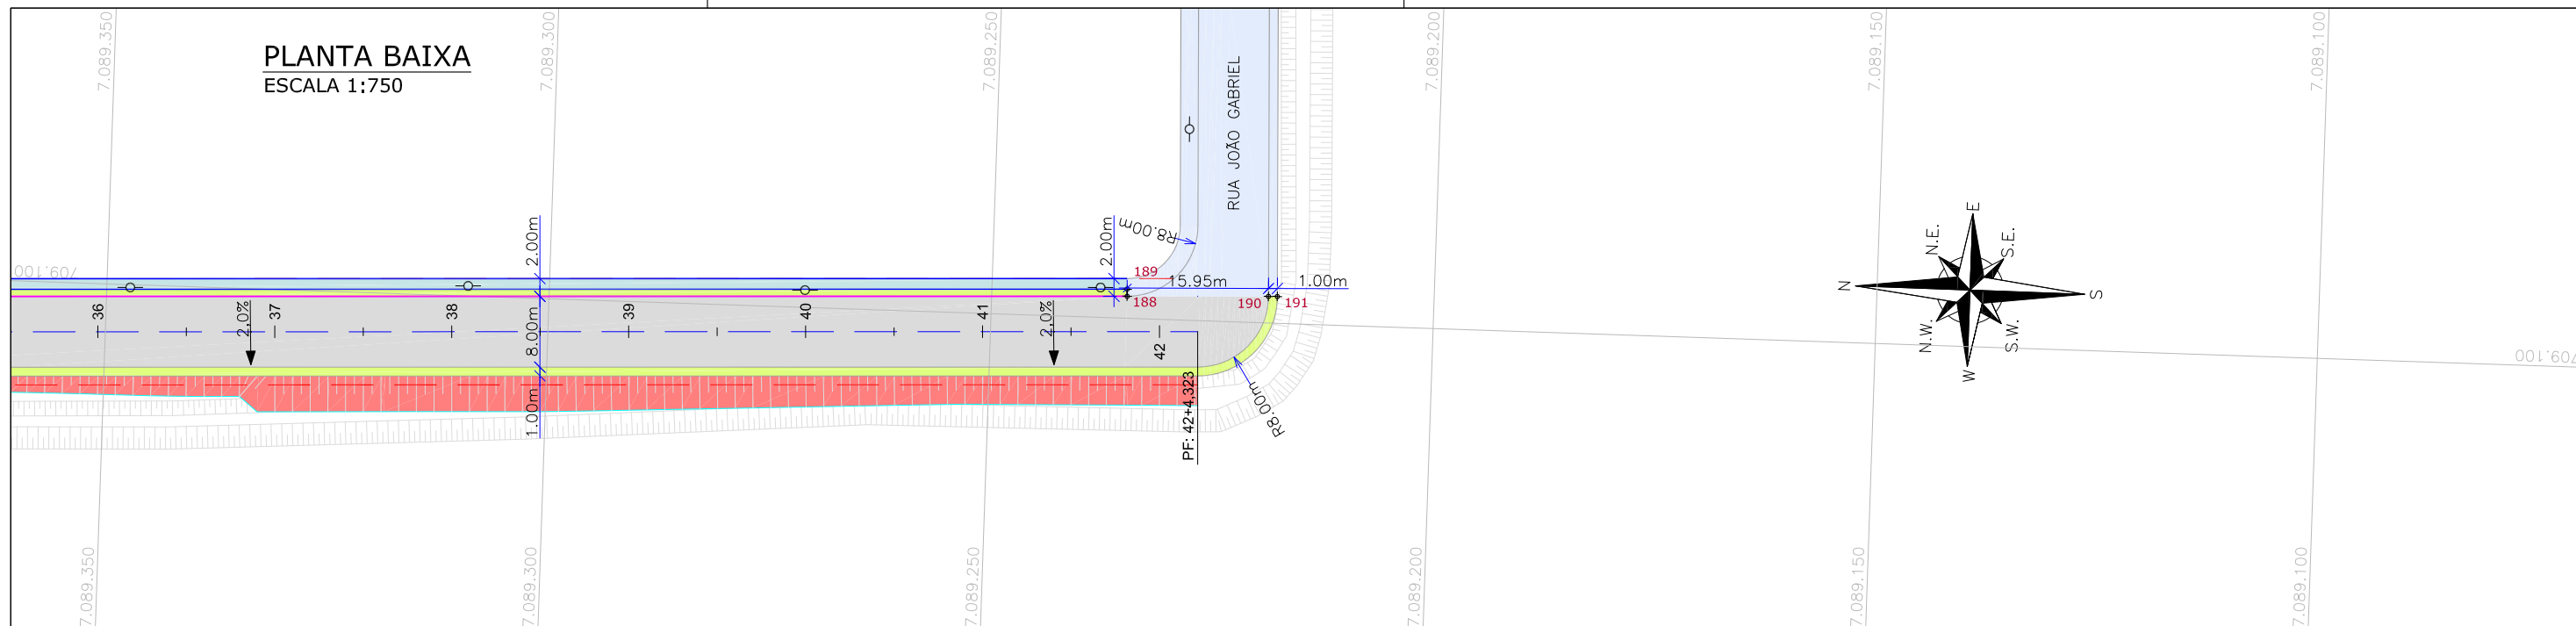 PLANTA BAIXA
ESCALA 1:750
7.089.350
7.089.300
7.089.250
7.089.200
7.089.150
7.089.100
RUA JOÃO GABRIEL
R8.00m
2.00m
2.00m
709.100
189
15.95m
1.00m
188
190
191
36
2,0%
37
38
39
40
41
2,0%
42
8.00m
1.00m
PF: 42+4,323
R8.00m
E
N.E.
S.E.
N
S
N.W.
S.W.
W
709.100
7.089.350
7.089.300
7.089.250
7.089.200
7.089.150
7.089.100